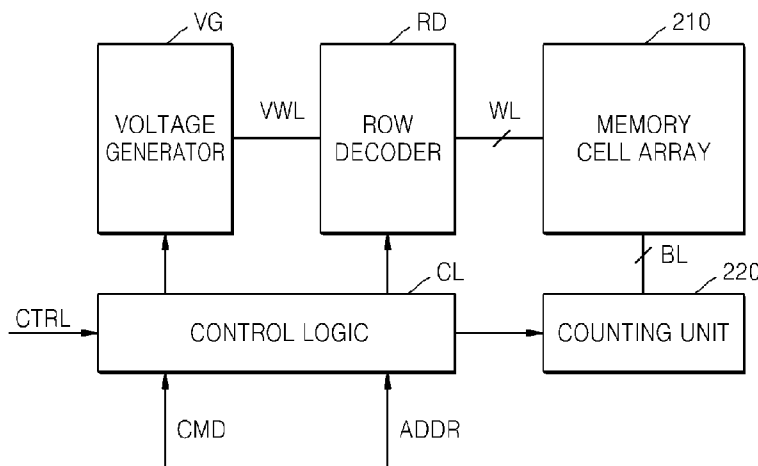 VG
RD
210
VOLTAGE
GENERATOR
VWL
ROW
DECODER
WL
MEMORY
CELL ARRAY
BL
CL
220
CTRL
CONTROL LOGIC
COUNTING UNIT
CMD
ADDR